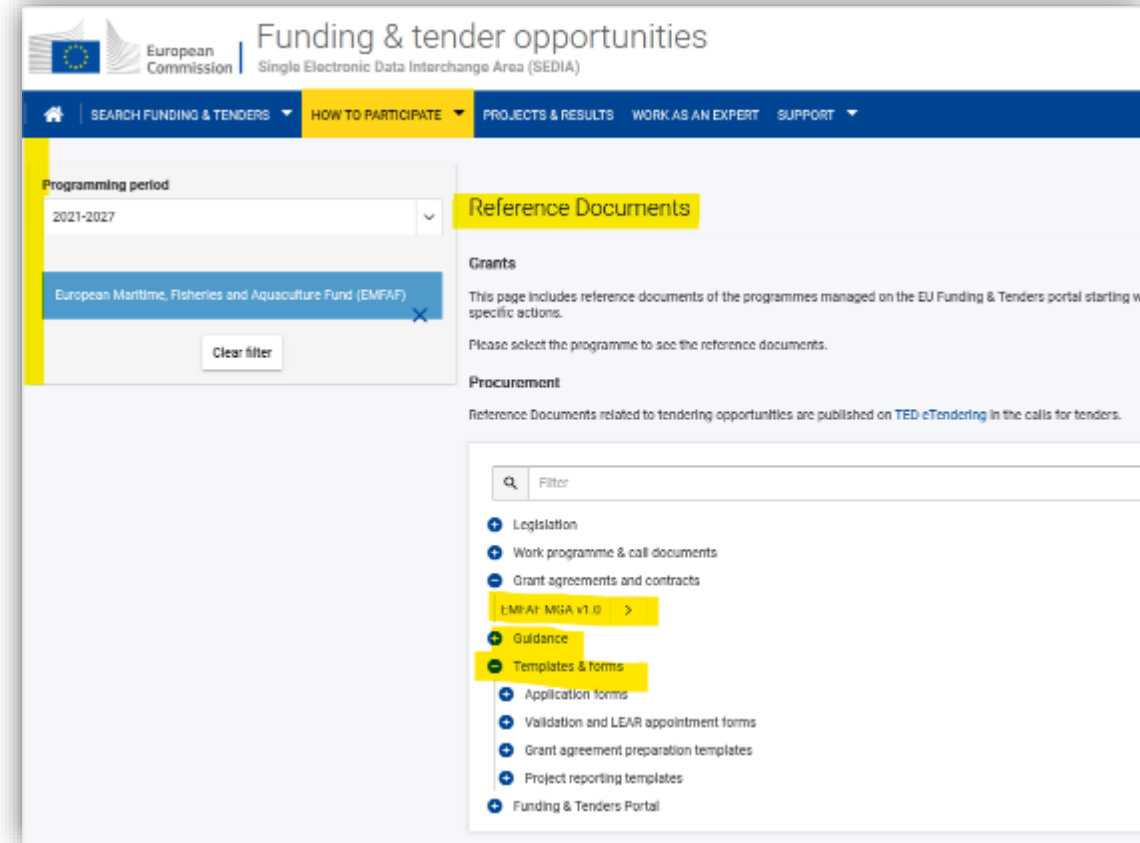 European
Commission
Funding & tender opportunities
Single Electronic Data Interchange Area (SEDIA)
SEARCH FUNDING & TENDERS HOW TO PARTICIPATE PROJECTS & RESULTS WORK AS AN EXPERT SUPPORT
Programming period
2021-2027
European Maritime, Fisheries and Aquaculture Fund (EMFAF)
Clear filter
Reference Documents
Grants
This page includes reference documents of the programmes managed on the EU Funding & Tenders portal starting w
specific actions.
Please select the programme to see the reference documents.
Procurement
Reference Documents related to tendering opportunities are published on TED eTendering in the calls for tenders.
Filter
Legislation
Work programme & call documents
Grant agreements and contracts
EMFAF MGA v1.0 >
Guidance
Templates & forms
Application forms
Validation and LEAR appointment forms
Grant agreement preparation templates
Project reporting templates
Funding & Tenders Portal